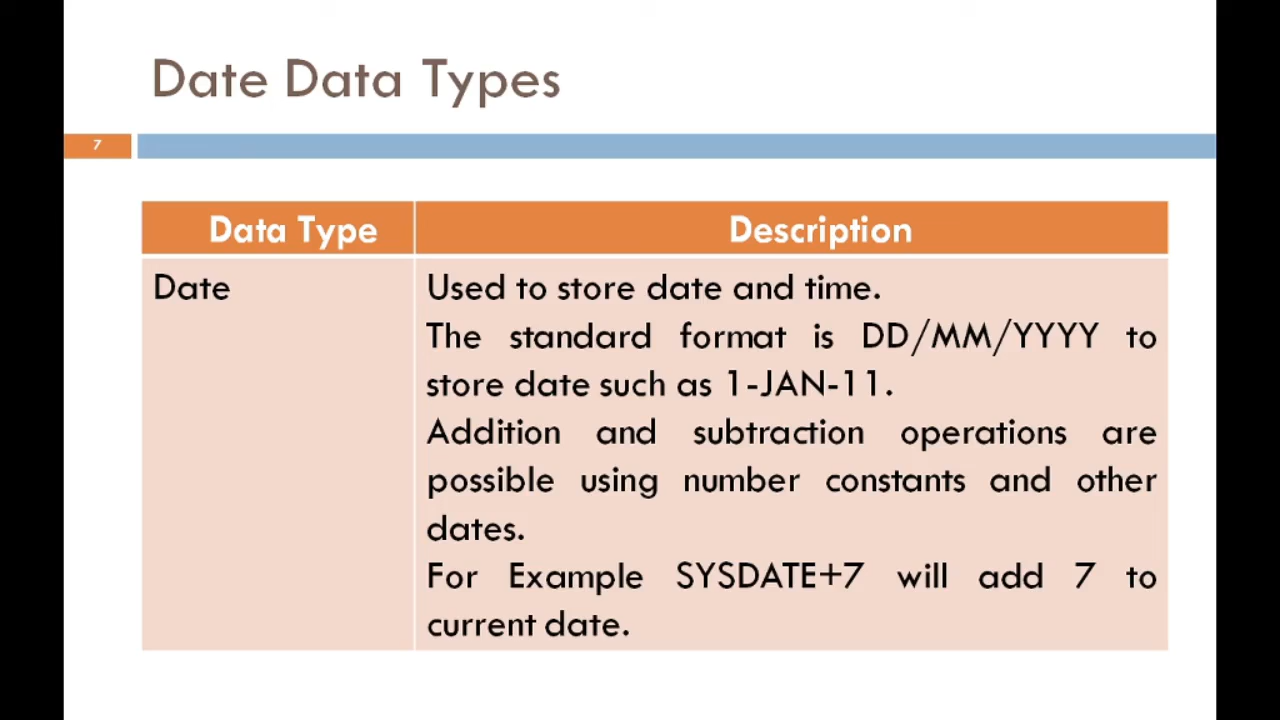 Date Data Types
7
Data Type
Description
Date
Used to store date and time.
The standard format is DD/MM/YYYY to
store date such as 1-JAN-11.
Addition and subtraction operations are
possible using number constants and other
dates.
For Example SYSDATE+7 will add 7 to
current date.